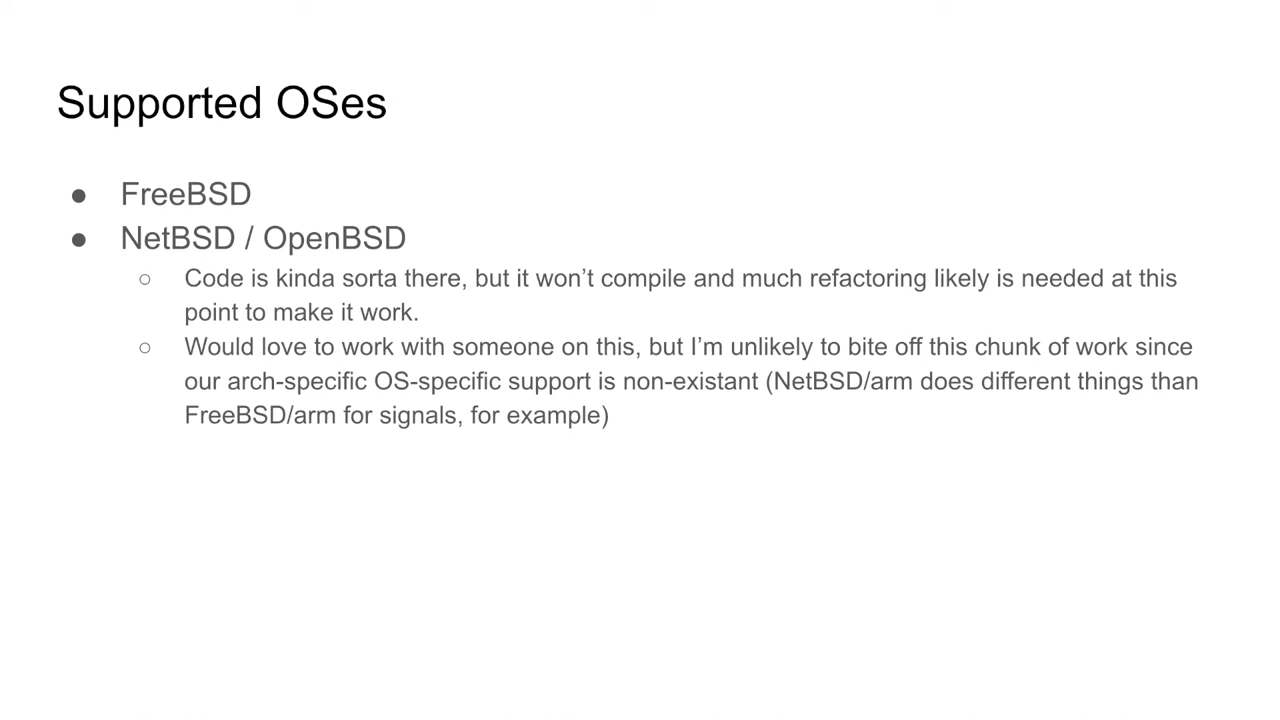 Supported OSes
● FreeBSD
● NetBSD / OpenBSD
○ Code is kinda sorta there, but it won’t compile and much refactoring likely is needed at this
point to make it work.
○ Would love to work with someone on this, but I’m unlikely to bite off this chunk of work since
our arch-specific OS-specific support is non-existant (NetBSD/arm does different things than
FreeBSD/arm for signals, for example)